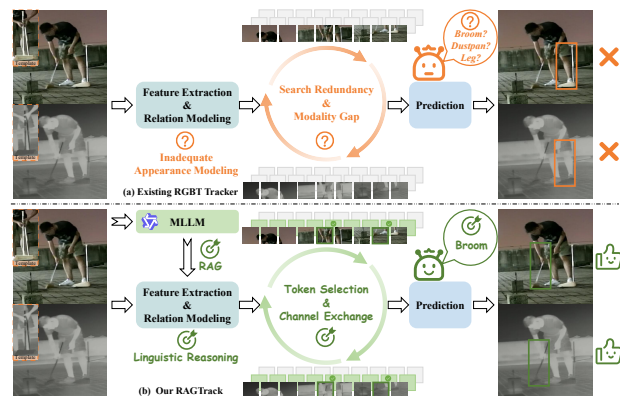 Broom?
Dustpan?
Leg?
Template
Feature Extraction
&
Relation Modeling
Search Redundancy
&
Modality Gap
Prediction
Inadequate
Appearance Modeling
Template
(a) Existing RGBT Tracker
MLLM
RAG
Broom
Template
Feature Extraction
&
Relation Modeling
Token Selection
&
Channel Exchange
Prediction
Linguistic Reasoning
Template
(b) Our RAGTrack